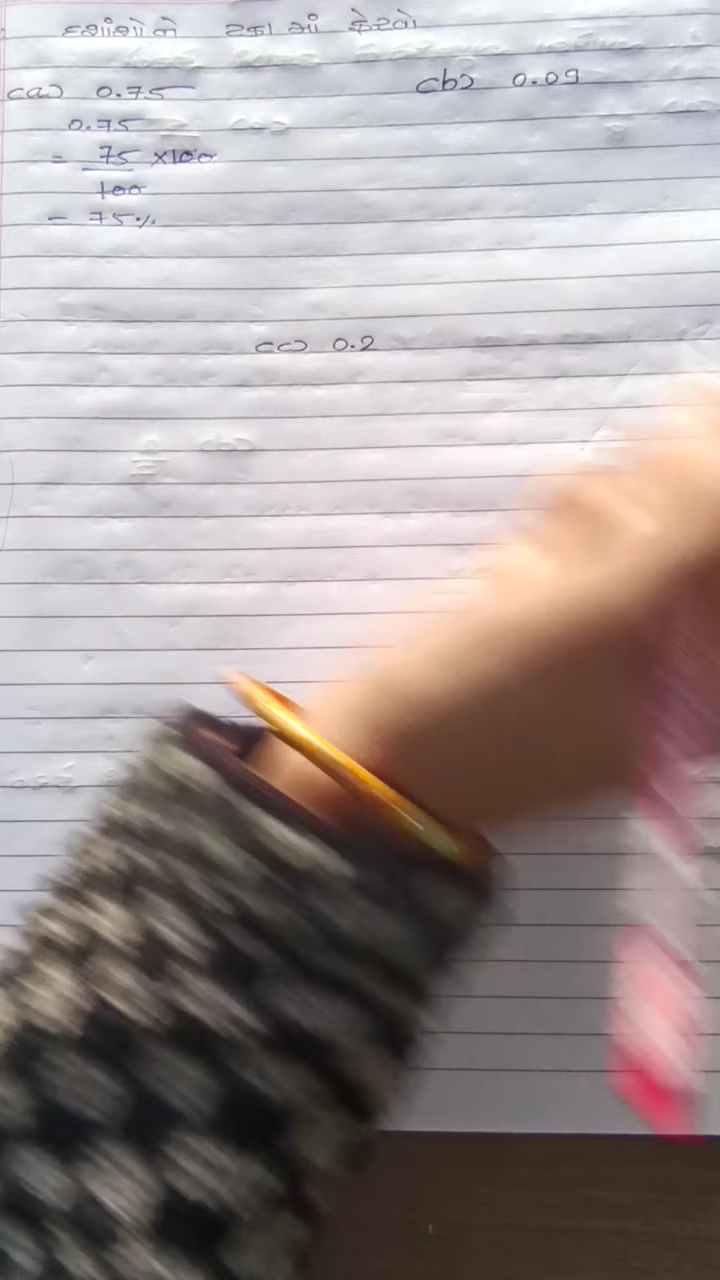 દશાંશો ને ટકા માં ફેરવો
(a) 0.75 (b) 0.09
0.75
= 75 ×100
100
= 75%
(c) 0.2